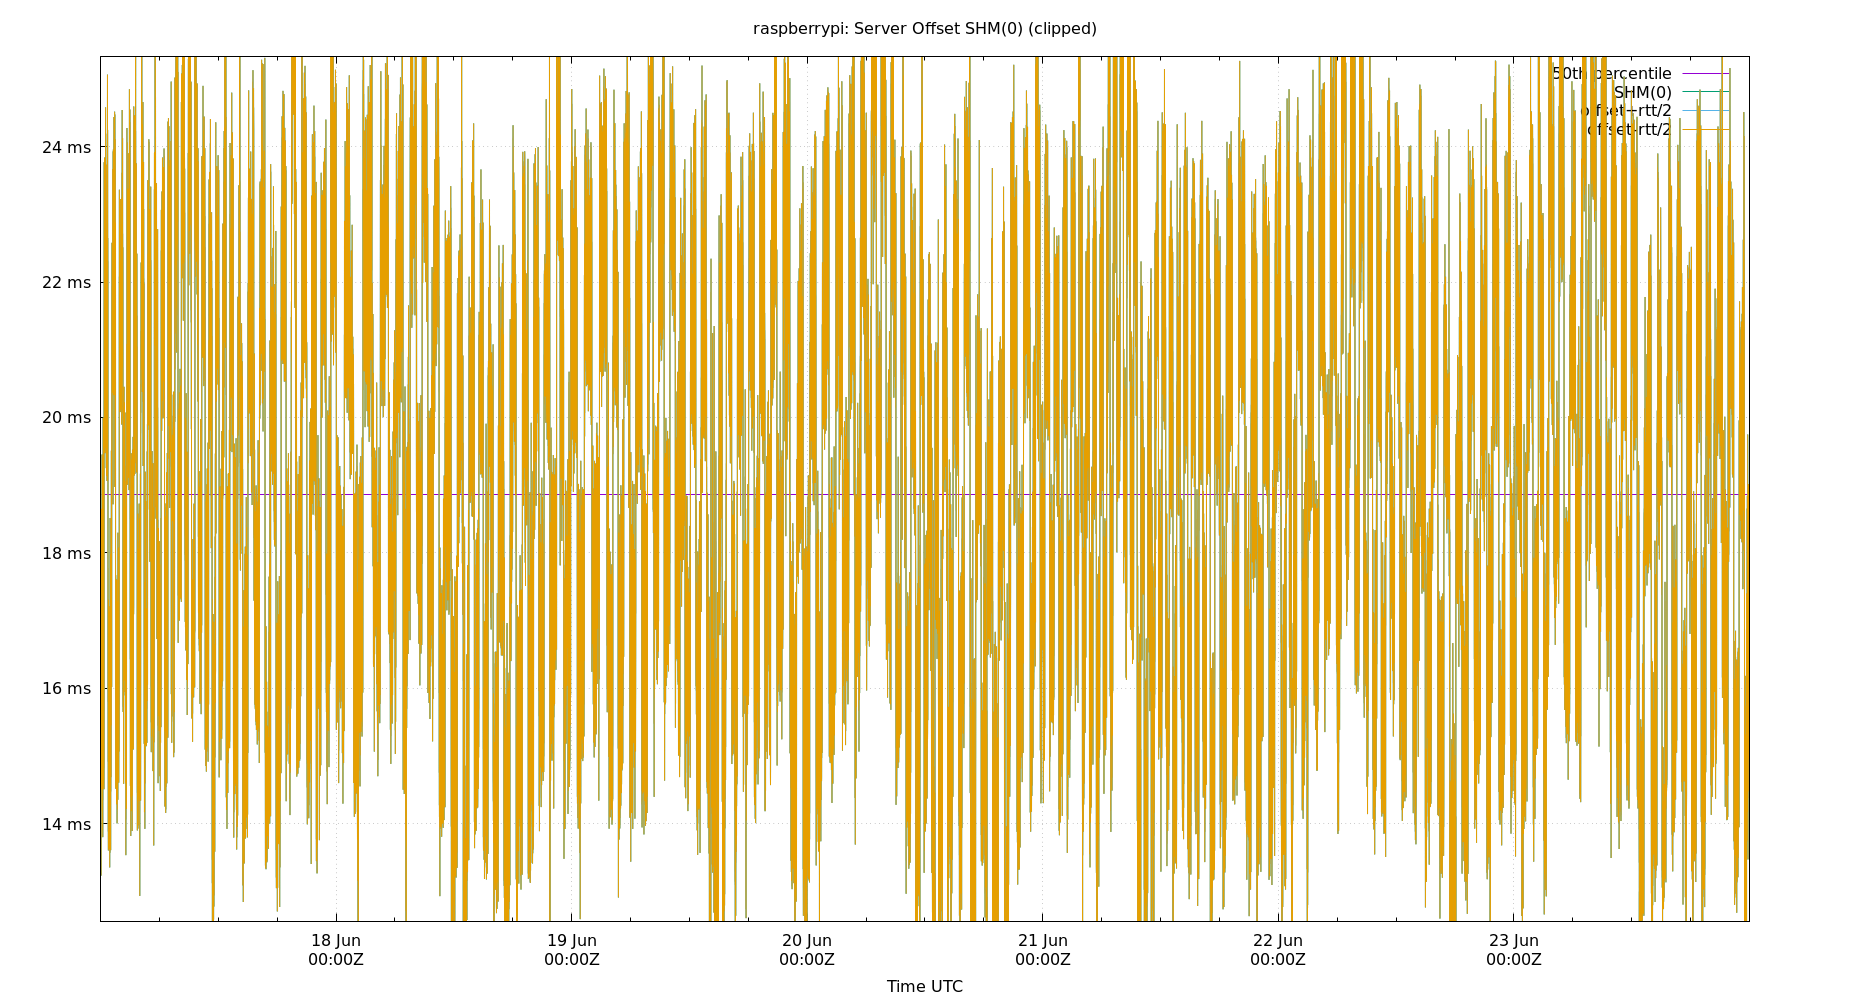 raspberrypi: Server Offset SHM(0) (clipped)
50th percentile
SHM(0)
offset+rtt/2
offset-rtt/2
24 ms
22 ms
20 ms
18 ms
16 ms
14 ms
18 Jun
00:00Z
19 Jun
00:00Z
20 Jun
00:00Z
21 Jun
00:00Z
22 Jun
00:00Z
23 Jun
00:00Z
Time UTC